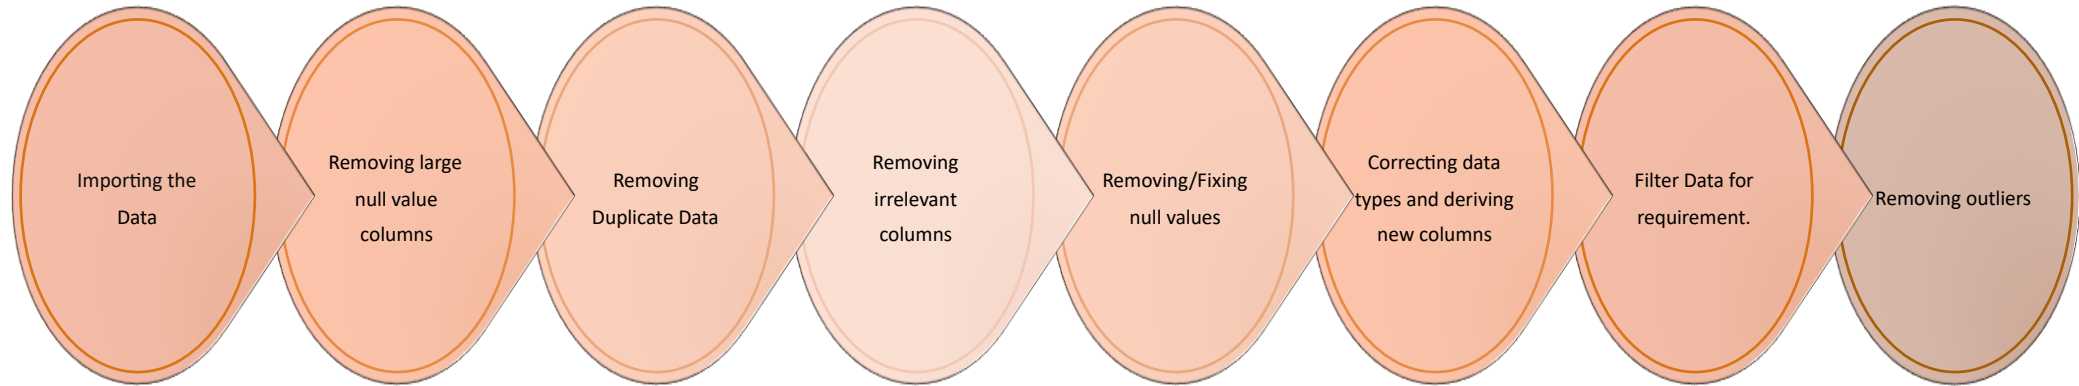 Importing the
Data
Removing large
null value
columns
Removing
Duplicate Data
Removing
irrelevant
columns
Removing/Fixing
null values
Correcting data
types and deriving
new columns
Filter Data for
requirement.
Removing outliers